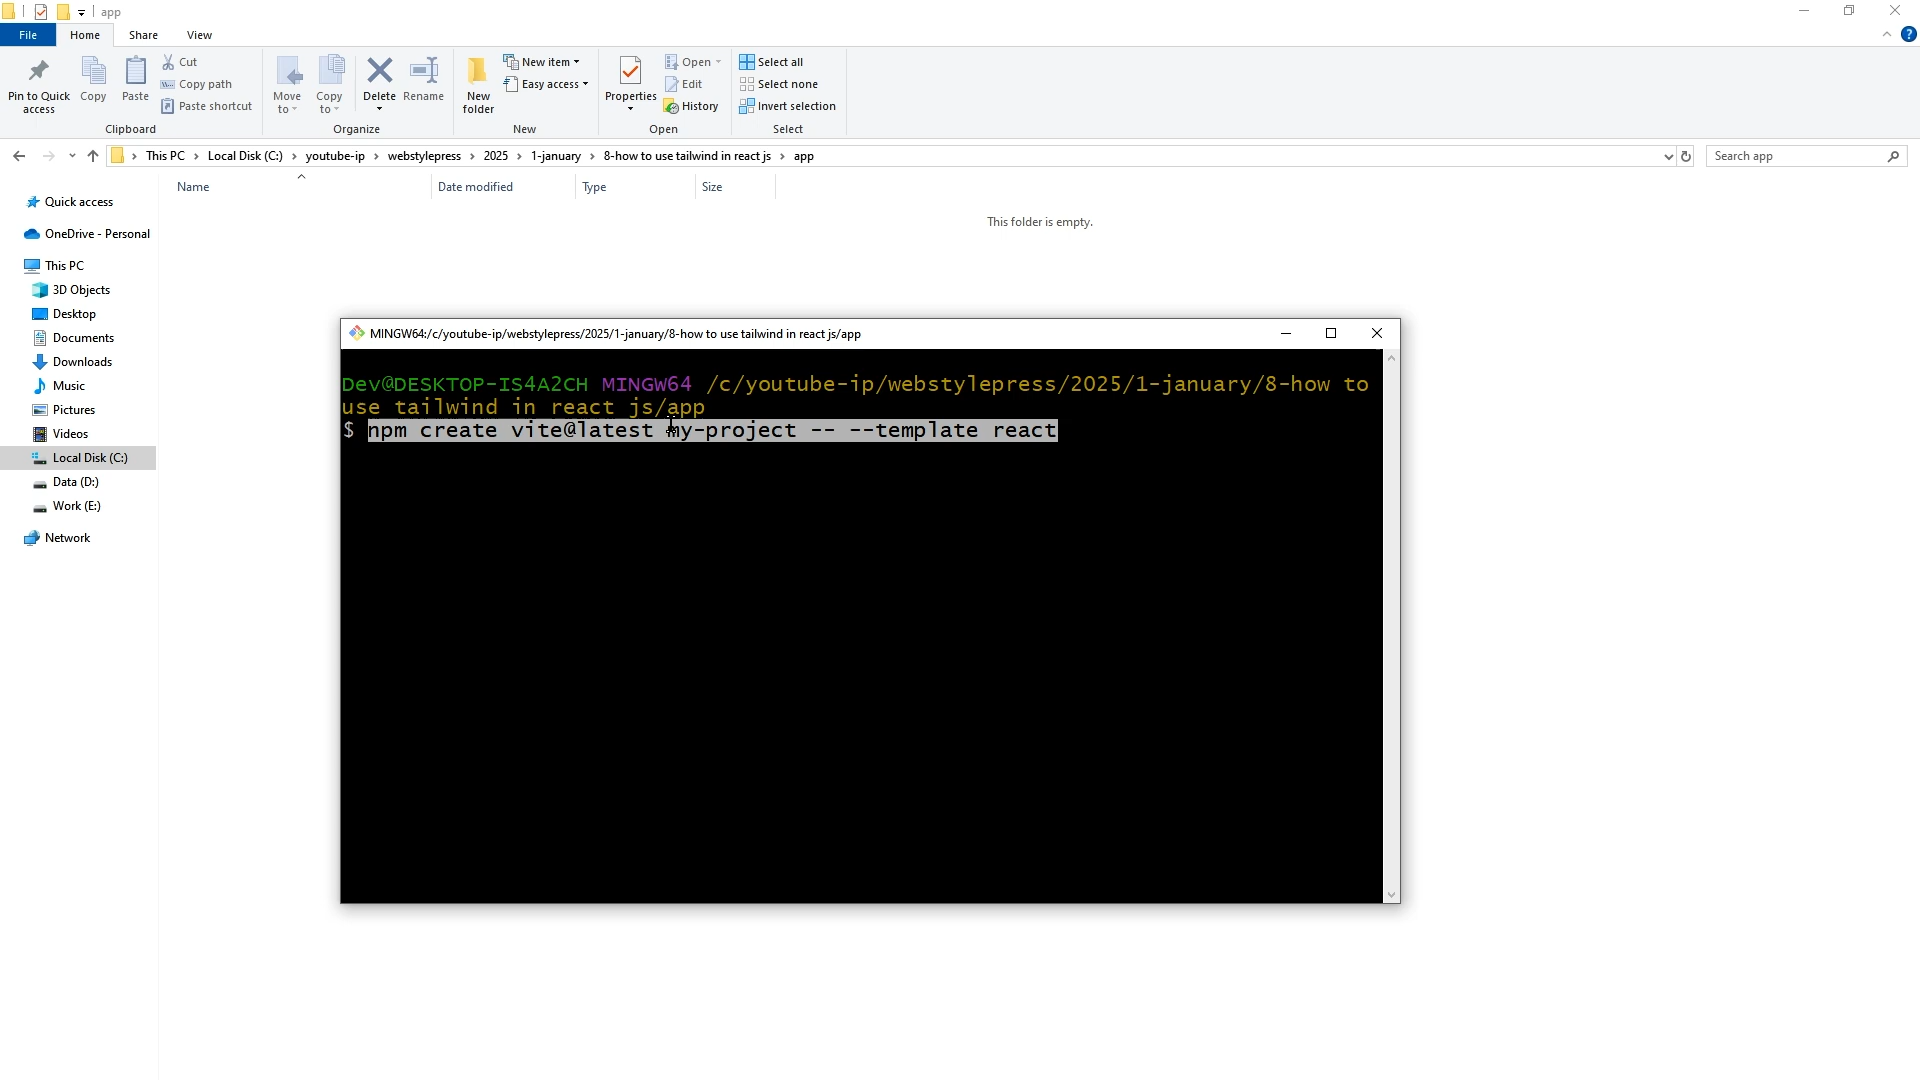 app
File
Home
Share
View
Pin to Quick access
Copy
Paste
Cut
Copy path
Paste shortcut
Clipboard
Move to
Copy to
Delete
Rename
Organize
New folder
New item
Easy access
New
Properties
Open
Edit
History
Open
Select all
Select none
Invert selection
Select
This PC > Local Disk (C:) > youtube-ip > webstylepress > 2025 > 1-january > 8-how to use tailwind in react js > app
Search app
Name
Date modified
Type
Size
This folder is empty.
Quick access
OneDrive - Personal
This PC
3D Objects
Desktop
Documents
Downloads
Music
Pictures
Videos
Local Disk (C:)
Data (D:)
Work (E:)
Network
MINGW64:/c/youtube-ip/webstylepress/2025/1-january/8-how to use tailwind in react js/app
Dev@DESKTOP-IS4A2CH MINGW64 /c/youtube-ip/webstylepress/2025/1-january/8-how to
use tailwind in react js/app
$ npm create vite@latest my-project -- --template react